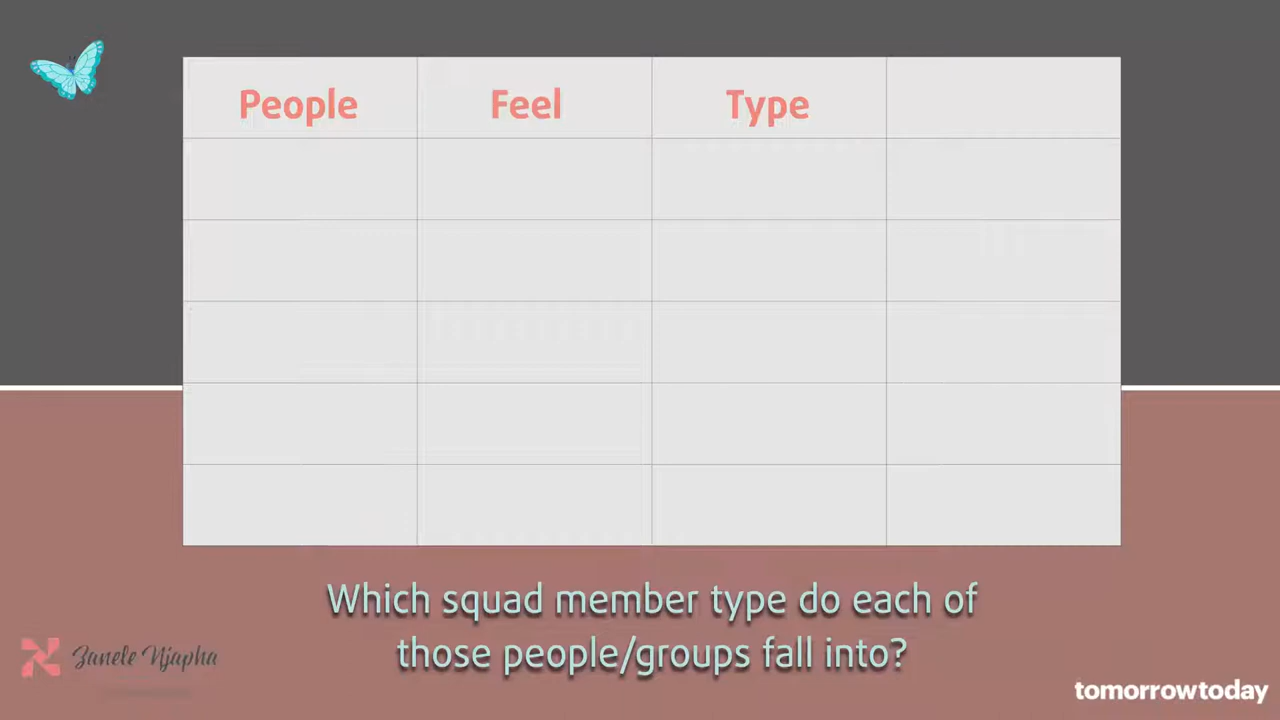 People Feel Type
Which squad member type do each of
those people/groups fall into?
Zanele Njapha
tomorrowtoday